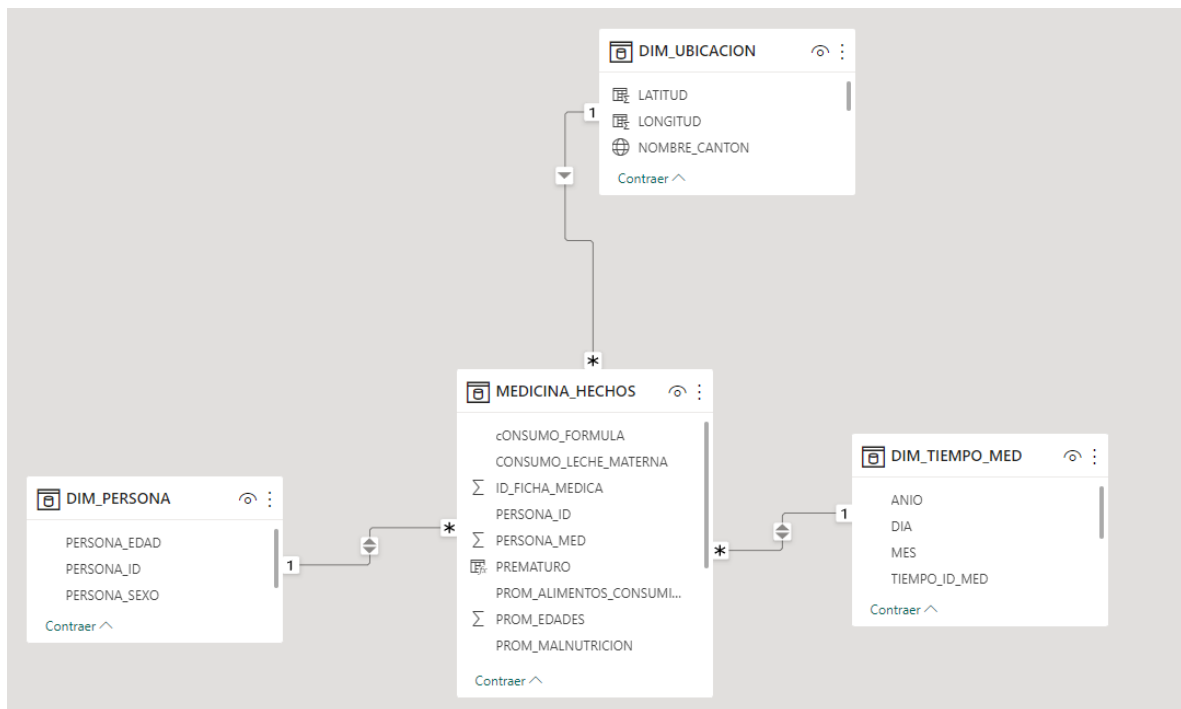 DIM_UBICACION
LATITUD
LONGITUD
NOMBRE_CANTON
Contraer
1
*
MEDICINA_HECHOS
cONSUMO_FORMULA
CONSUMO_LECHE_MATERNA
ID_FICHA_MEDICA
PERSONA_ID
PERSONA_MED
PREMATURO
PROM_ALIMENTOS_CONSUMI...
PROM_EDADES
PROM_MALNUTRICION
Contraer
DIM_PERSONA
PERSONA_EDAD
PERSONA_ID
PERSONA_SEXO
Contraer
1
*
DIM_TIEMPO_MED
ANIO
DIA
MES
TIEMPO_ID_MED
Contraer
1
*